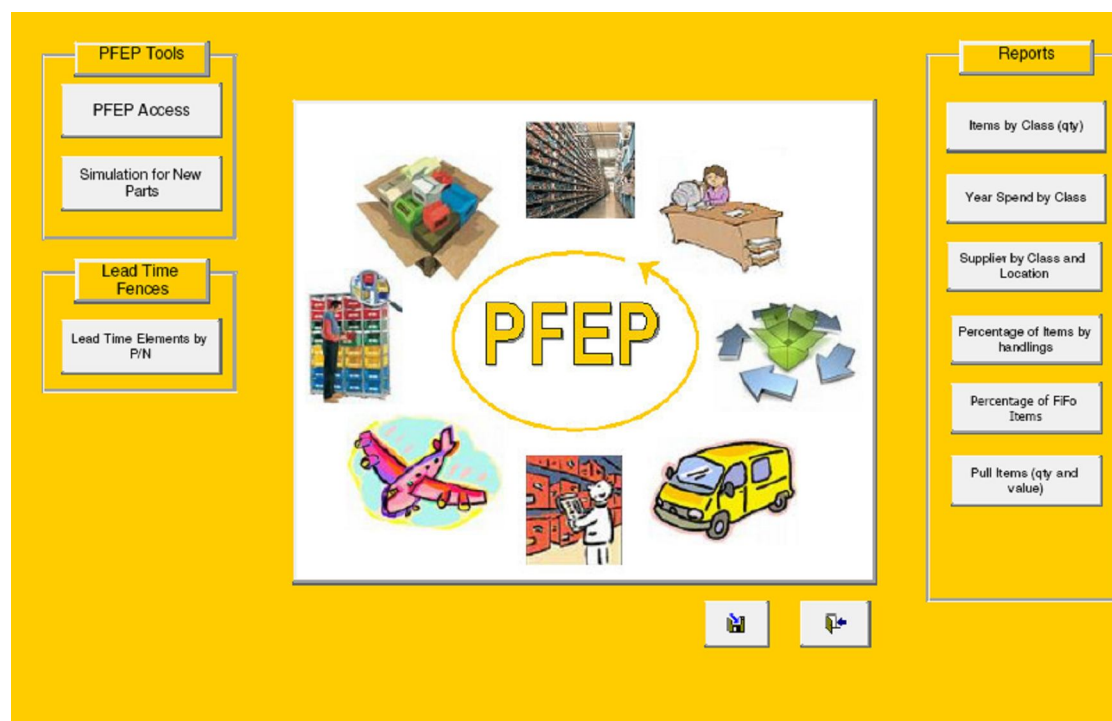 PFEP Tools
PFEP Access
Simulation for New
Parts
Lead Time
Fences
Lead Time Elements by
P/N
PFEP
Reports
Items by Class (qty)
Year Spend by Class
Supplier by Class and
Location
Percentage of Items by
handlings
Percentage of FiFo
Items
Pull Items (qty and
value)